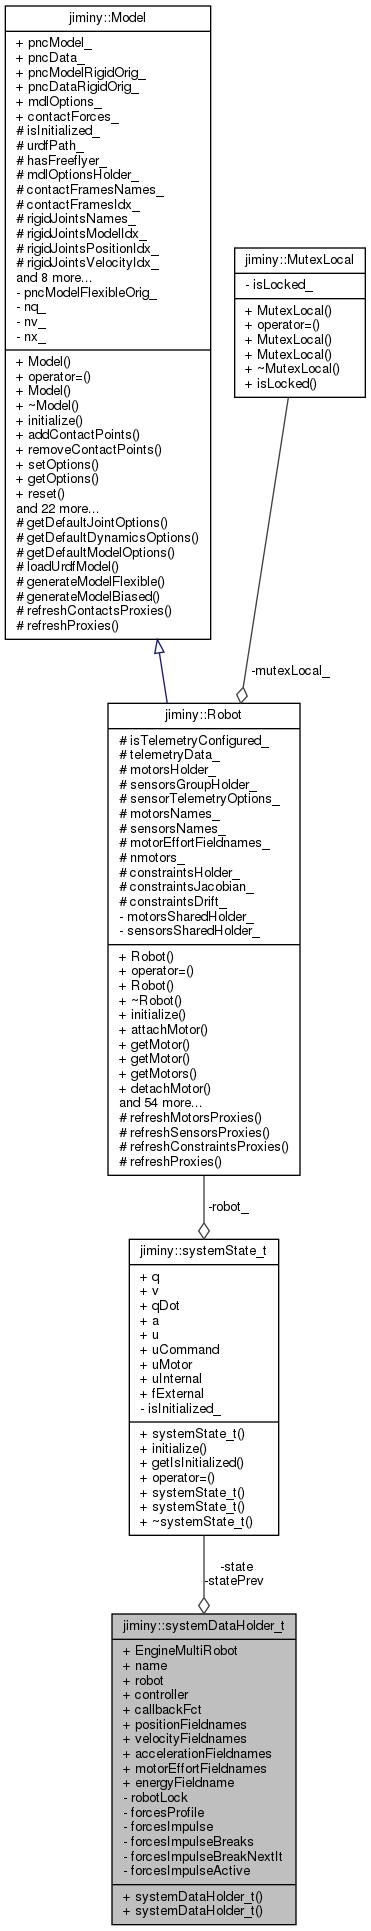 jiminy::Model
+ pncModel_
+ pncData_
+ pncModelRigidOrig_
+ pncDataRigidOrig_
+ mdlOptions_
+ contactForces_
# isInitialized_
# urdfPath_
# hasFreeflyer_
# mdlOptionsHolder_
# contactFramesNames_
# contactFramesIdx_
# rigidJointsNames_
# rigidJointsModelIdx_
# rigidJointsPositionIdx_
# rigidJointsVelocityIdx_
and 8 more...
- pncModelFlexibleOrig_
- nq_
- nv_
- nx_
+ Model()
+ operator=()
+ Model()
+ ~Model()
+ initialize()
+ addContactPoints()
+ removeContactPoints()
+ setOptions()
+ getOptions()
+ reset()
and 22 more...
# getDefaultJointOptions()
# getDefaultDynamicsOptions()
# getDefaultModelOptions()
# loadUrdfModel()
# generateModelFlexible()
# generateModelBiased()
# refreshContactsProxies()
# refreshProxies()
jiminy::MutexLocal
- isLocked_
+ MutexLocal()
+ operator=()
+ MutexLocal()
+ MutexLocal()
+ ~MutexLocal()
+ isLocked()
-mutexLocal_
jiminy::Robot
# isTelemetryConfigured_
# telemetryData_
# motorsHolder_
# sensorsGroupHolder_
# sensorTelemetryOptions_
# motorsNames_
# sensorsNames_
# motorEffortFieldnames_
# nmotors_
# constraintsHolder_
# constraintsJacobian_
# constraintsDrift_
- motorsSharedHolder_
- sensorsSharedHolder_
+ Robot()
+ operator=()
+ Robot()
+ ~Robot()
+ initialize()
+ attachMotor()
+ getMotor()
+ getMotor()
+ getMotors()
+ detachMotor()
and 54 more...
# refreshMotorsProxies()
# refreshSensorsProxies()
# refreshConstraintsProxies()
# refreshProxies()
-robot_
jiminy::systemState_t
+ q
+ v
+ qDot
+ a
+ u
+ uCommand
+ uMotor
+ uInternal
+ fExternal
- isInitialized_
+ systemState_t()
+ initialize()
+ getIsInitialized()
+ operator=()
+ systemState_t()
+ systemState_t()
+ ~systemState_t()
-state
-statePrev
jiminy::systemDataHolder_t
+ EngineMultiRobot
+ name
+ robot
+ controller
+ callbackFct
+ positionFieldnames
+ velocityFieldnames
+ accelerationFieldnames
+ motorEffortFieldnames
+ energyFieldname
- robotLock
- forcesProfile
- forcesImpulse
- forcesImpulseBreaks
- forcesImpulseBreakNextIt
- forcesImpulseActive
+ systemDataHolder_t()
+ systemDataHolder_t()